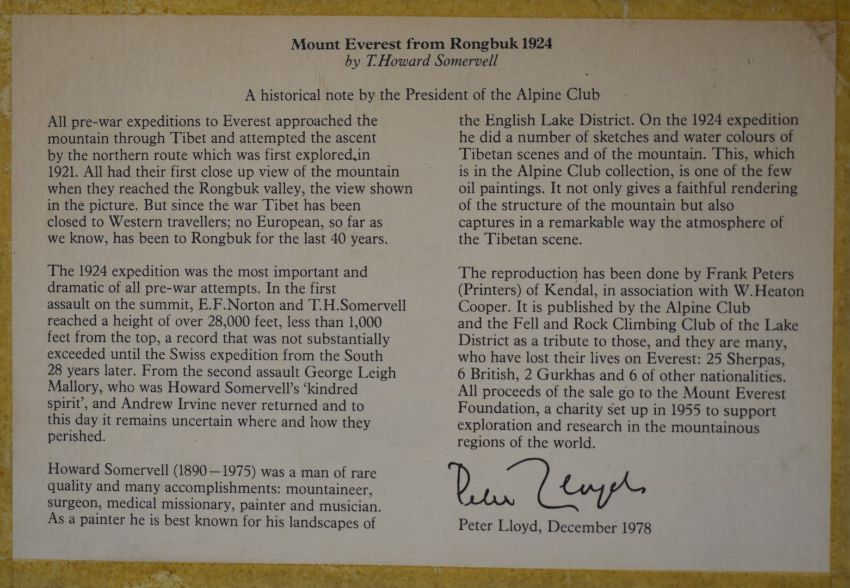 Mount Everest from Rongbuk 1924
by T.Howard Somervell
A historical note by the President of the Alpine Club
All pre-war expeditions to Everest approached the
mountain through Tibet and attempted the ascent
by the northern route which was first explored in
1921. All had their first close up view of the mountain
when they reached the Rongbuk valley, the view shown
in the picture. But since the war Tibet has been
closed to Western travellers; no European, so far as
we know, has been to Rongbuk for the last 40 years.
The 1924 expedition was the most important and
dramatic of all pre-war attempts. In the first
assault on the summit, E.F.Norton and T.H.Somervell
reached a height of over 28,000 feet, less than 1,000
feet from the top, a record that was not substantially
exceeded until the Swiss expedition from the South
28 years later. From the second assault George Leigh
Mallory, who was Howard Somervell's 'kindred
spirit', and Andrew Irvine never returned and to
this day it remains uncertain where and how they
perished.
Howard Somervell (1890–1975) was a man of rare
quality and many accomplishments: mountaineer,
surgeon, medical missionary, painter and musician.
As a painter he is best known for his landscapes of
the English Lake District. On the 1924 expedition
he did a number of sketches and water colours of
Tibetan scenes and of the mountain. This, which
is in the Alpine Club collection, is one of the few
oil paintings. It not only gives a faithful rendering
of the structure of the mountain but also
captures in a remarkable way the atmosphere of
the Tibetan scene.
The reproduction has been done by Frank Peters
(Printers) of Kendal, in association with W.Heaton
Cooper. It is published by the Alpine Club
and the Fell and Rock Climbing Club of the Lake
District as a tribute to those, and they are many,
who have lost their lives on Everest: 25 Sherpas,
6 British, 2 Gurkhas and 6 of other nationalities.
All proceeds of the sale go to the Mount Everest
Foundation, a charity set up in 1955 to support
exploration and research in the mountainous
regions of the world.
Peter Lloyd
Peter Lloyd, December 1978